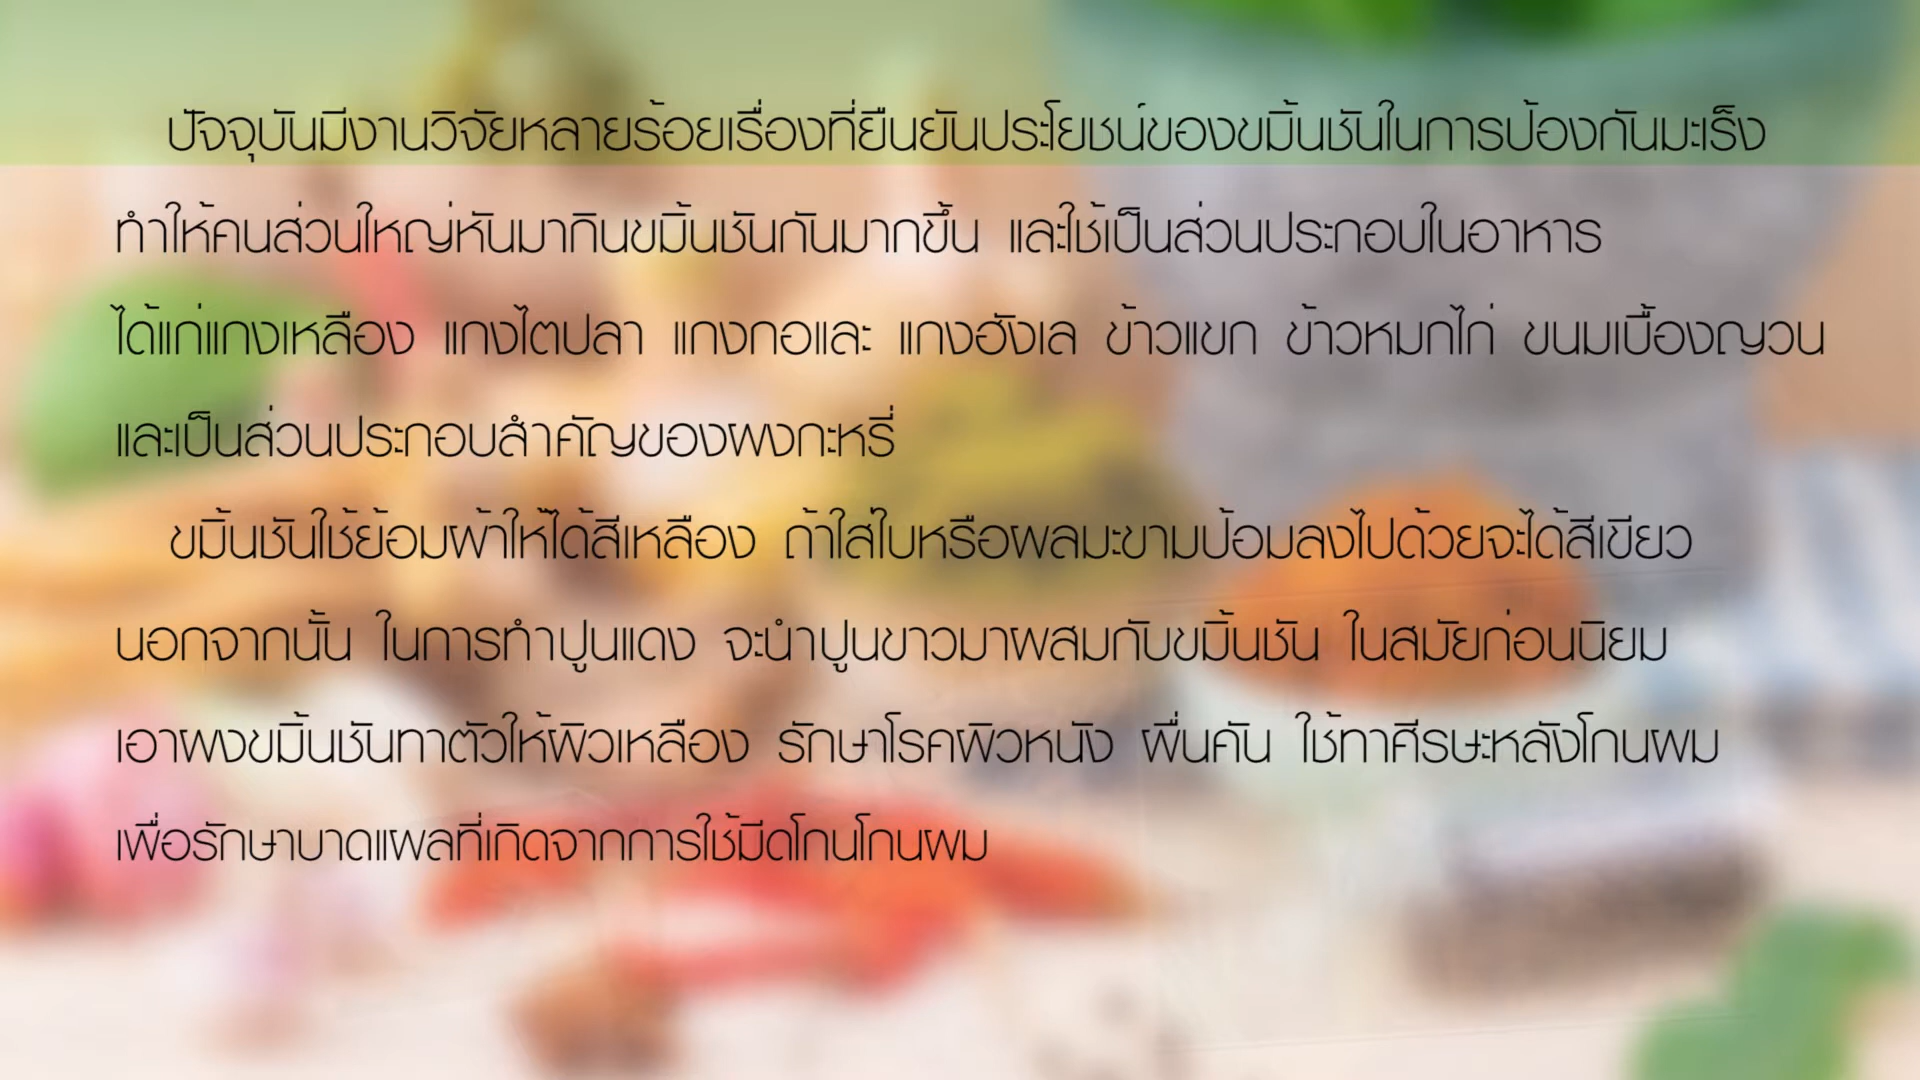 ปัจจุบันมีงานวิจัยหลายร้อยเรื่องที่ยืนยันประโยชน์ของขมิ้นชันในการป้องกันมะเร็ง
ทำให้คนส่วนใหญ่หันมากินขมิ้นชันกันมากขึ้น และใช้เป็นส่วนประกอบในอาหาร
ได้แก่แกงเหลือง แกงไตปลา แกงกอและ แกงฮังเล ข้าวแขก ข้าวหมกไก่ ขนมเบื้องญวน
และเป็นส่วนประกอบสำคัญของผงกะหรี่
ขมิ้นชันใช้ย้อมผ้าให้ได้สีเหลือง ถ้าใส่ใบหรือผลมะขามป้อมลงไปด้วยจะได้สีเขียว
นอกจากนั้น ในการทำปูนแดง จะนำปูนขาวมาผสมกับขมิ้นชัน ในสมัยก่อนนิยม
เอาผงขมิ้นชันทาตัวให้ผิวเหลือง รักษาโรคผิวหนัง ผื่นคัน ใช้ทาศีรษะหลังโกนผม
เพื่อรักษาบาดแผลที่เกิดจากการใช้มีดโกนโกนผม